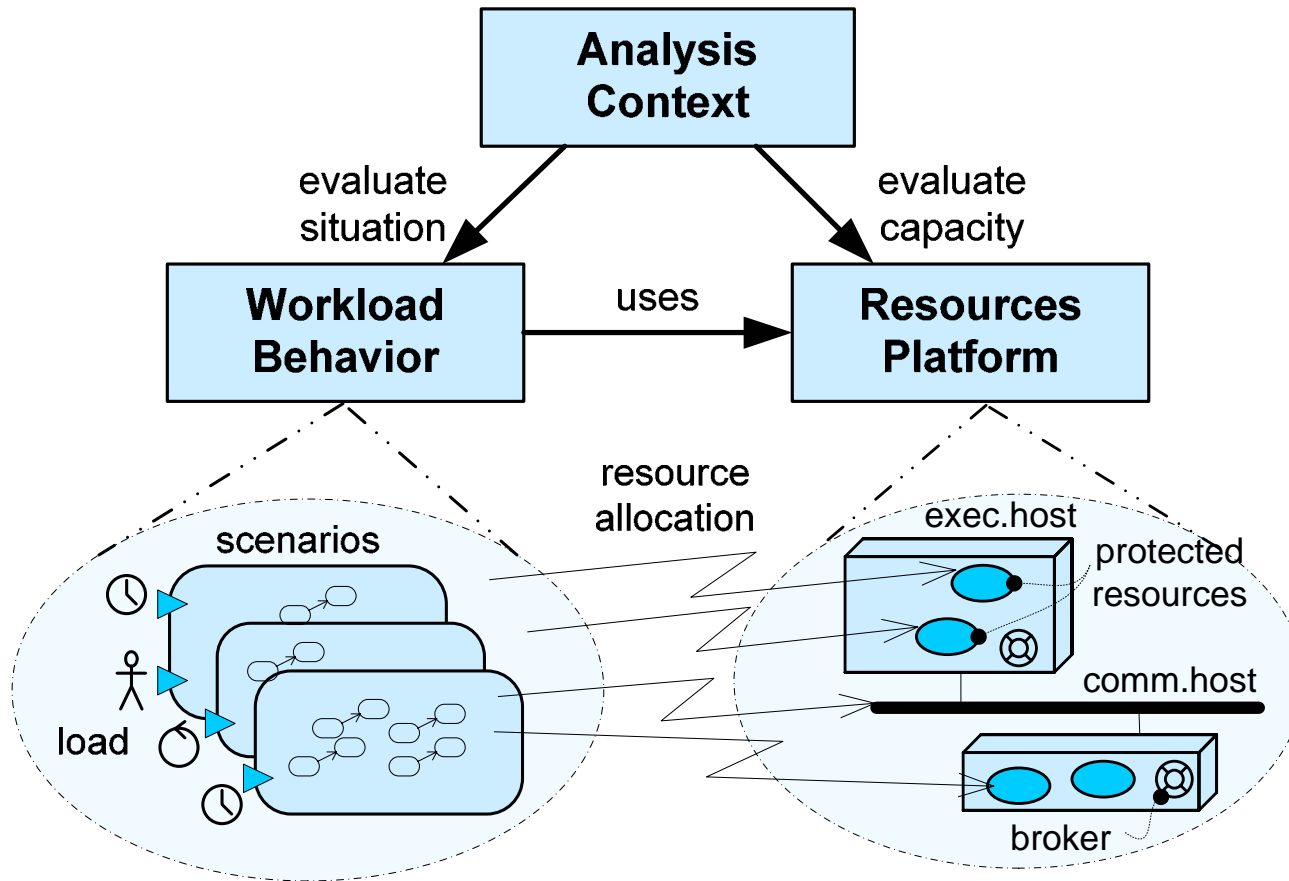 Analysis
Context
evaluate
situation
evaluate
capacity
Workload
Behavior
uses
Resources
Platform
resource
allocation
scenarios
load
exec.host
protected
resources
comm.host
broker